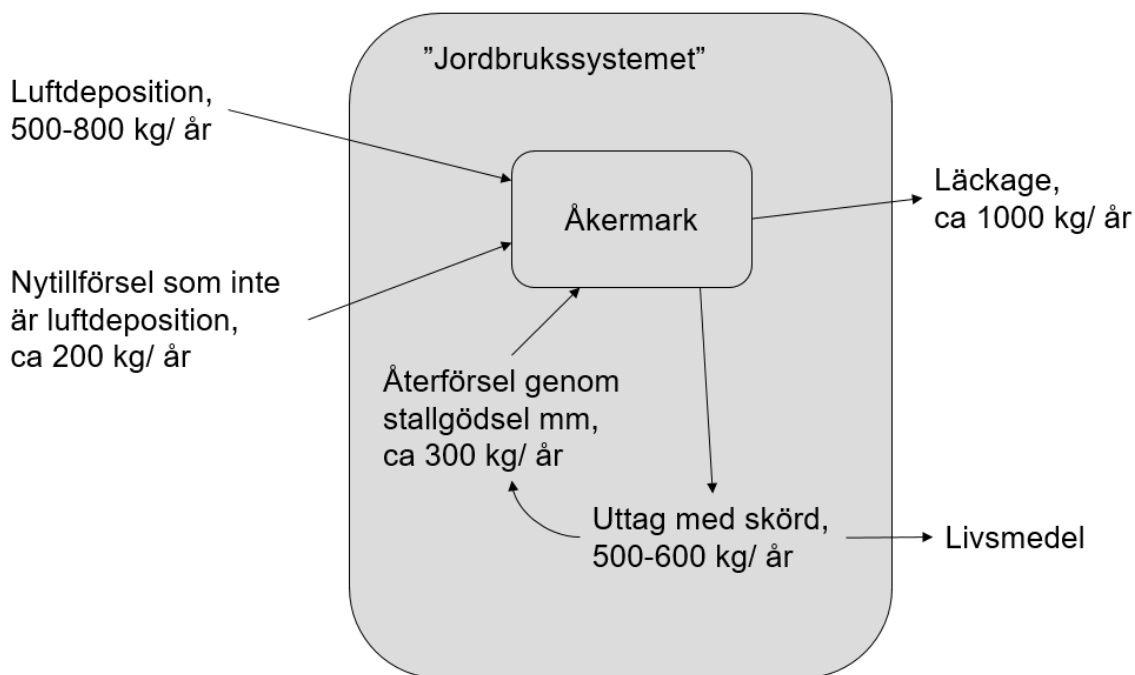 ”Jordbrukssystemet”
Luftdeposition,
500-800 kg/ år
Åkermark
Läckage,
ca 1000 kg/ år
Nytillförsel som inte
är luftdeposition,
ca 200 kg/ år
Återförsel genom
stallgödsel mm,
ca 300 kg/ år
Uttag med skörd,
500-600 kg/ år
Livsmedel